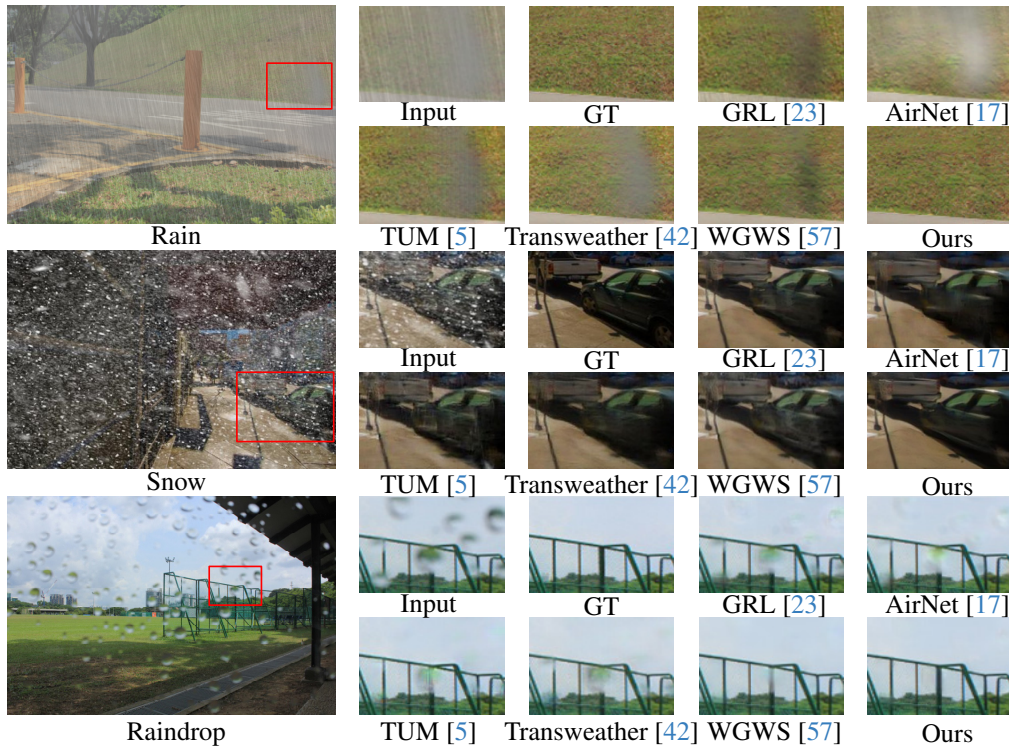 Input GT GRL [23] AirNet [17]
TUM [5] Transweather [42] WGWS [57] Ours
Rain
Input GT GRL [23] AirNet [17]
TUM [5] Transweather [42] WGWS [57] Ours
Snow
Input GT GRL [23] AirNet [17]
TUM [5] Transweather [42] WGWS [57] Ours
Raindrop